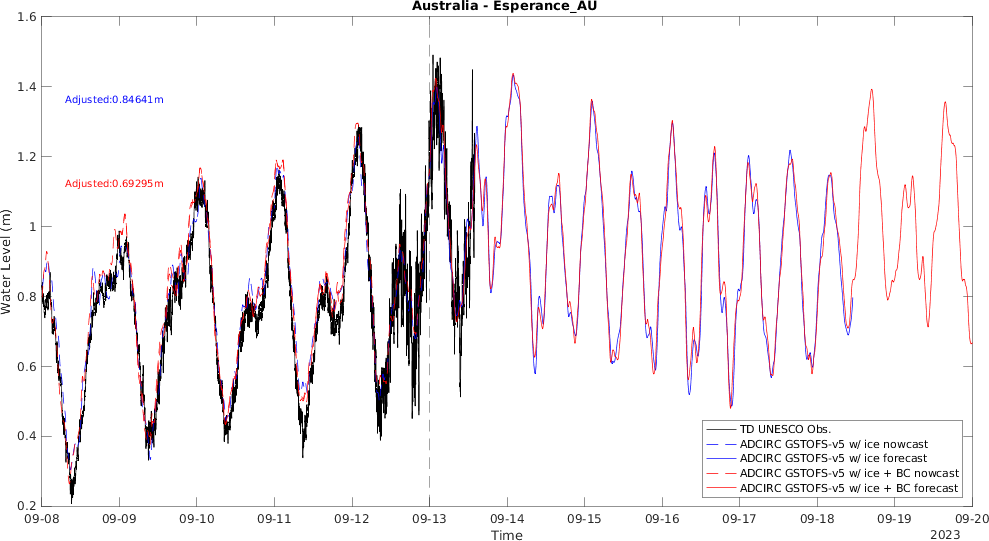 Australia - Esperance_AU
1.6
1.4
1.2
1
0.8
0.6
0.4
0.2
Water Level (m)
Adjusted:0.84641m
Adjusted:0.69295m
TD UNESCO Obs.
ADCIRC GSTOFS-v5 w/ ice nowcast
ADCIRC GSTOFS-v5 w/ ice forecast
ADCIRC GSTOFS-v5 w/ ice + BC nowcast
ADCIRC GSTOFS-v5 w/ ice + BC forecast
09-08 09-09 09-10 09-11 09-12 09-13 09-14 09-15 09-16 09-17 09-18 09-19 09-20
Time
2023